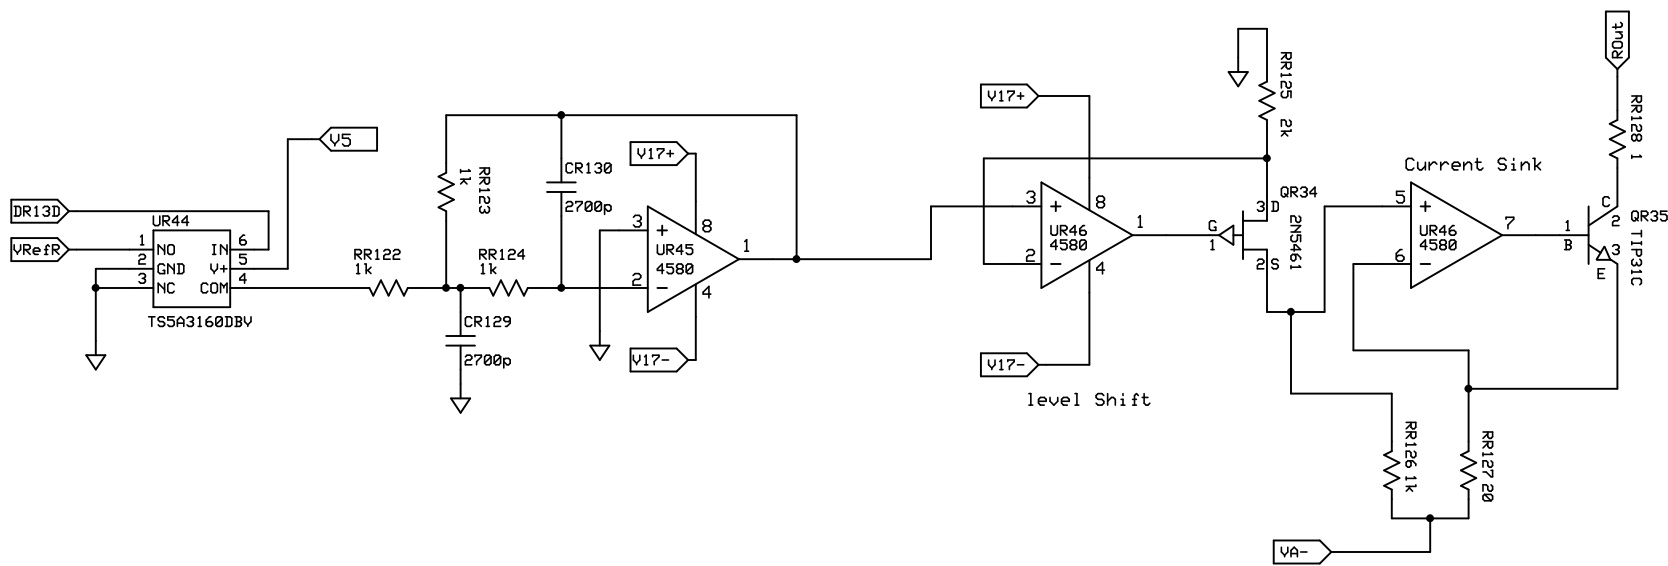 ROut
RR128 1
V17+
RR125 2k
V5
V17+
CR130
2700p
RR123
1k
Current Sink
DR13D
UR44
VRefR
1 NO IN 6
2 GND V+ 5
3 NC COM 4
TS5A3160DBV
RR122
1k
RR124
1k
CR129
2700p
3 + 8
UR45
4580
1
2 − 4
V17-
3 + 8
UR46
4580
1
2 − 4
V17-
level Shift
QR34
2N5461
3 D
G
1
2 S
5 +
UR46
4580
7
6 −
C
2
1
B
3
E
QR35
TIP31C
RR126 1k
RR127 20
VA-